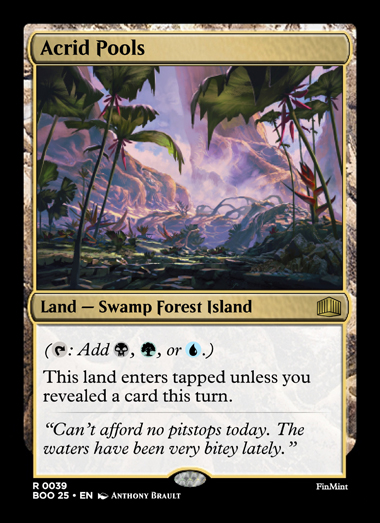 Acrid Pools
Land — Swamp Forest Island
(: Add , , or .)
This land enters tapped unless you
revealed a card this turn.
“Can’t afford no pitstops today. The
waters have been very bitey lately.”
R 0039
BOO 25 • EN Anthony Brault
FinMint